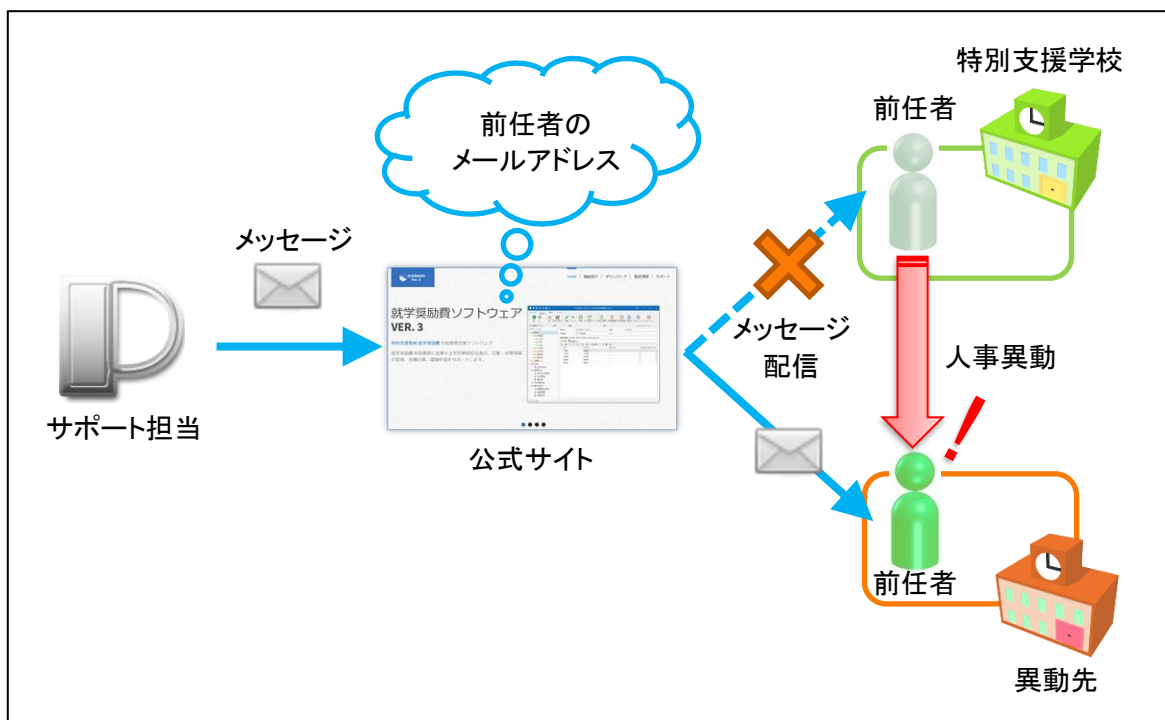 特別支援学校
前任者
前任者の
メールアドレス
メッセージ
就学奨励費ソフトウェア
VER. 3
メッセージ
配信
人事異動
サポート担当
公式サイト
前任者
異動先